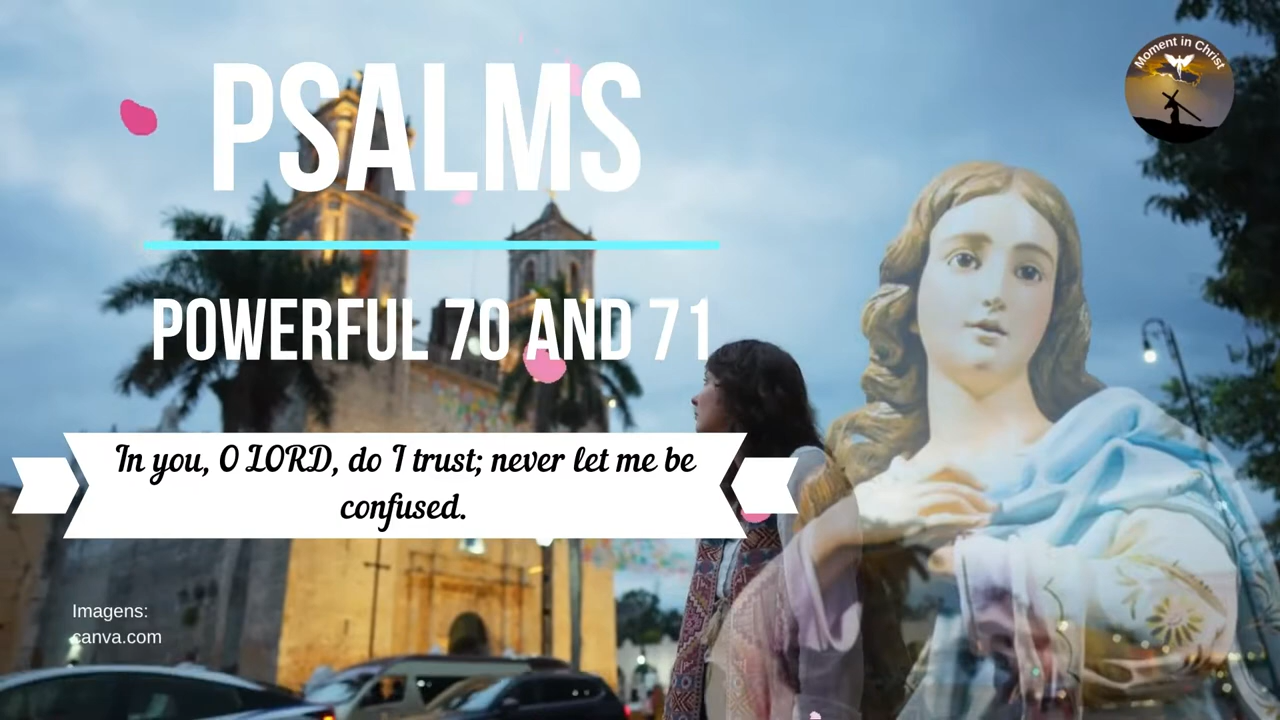 Moment in Christ
PSALMS
POWERFUL 70 AND 71
In you, O LORD, do I trust; never let me be
confused.
Imagens:
canva.com